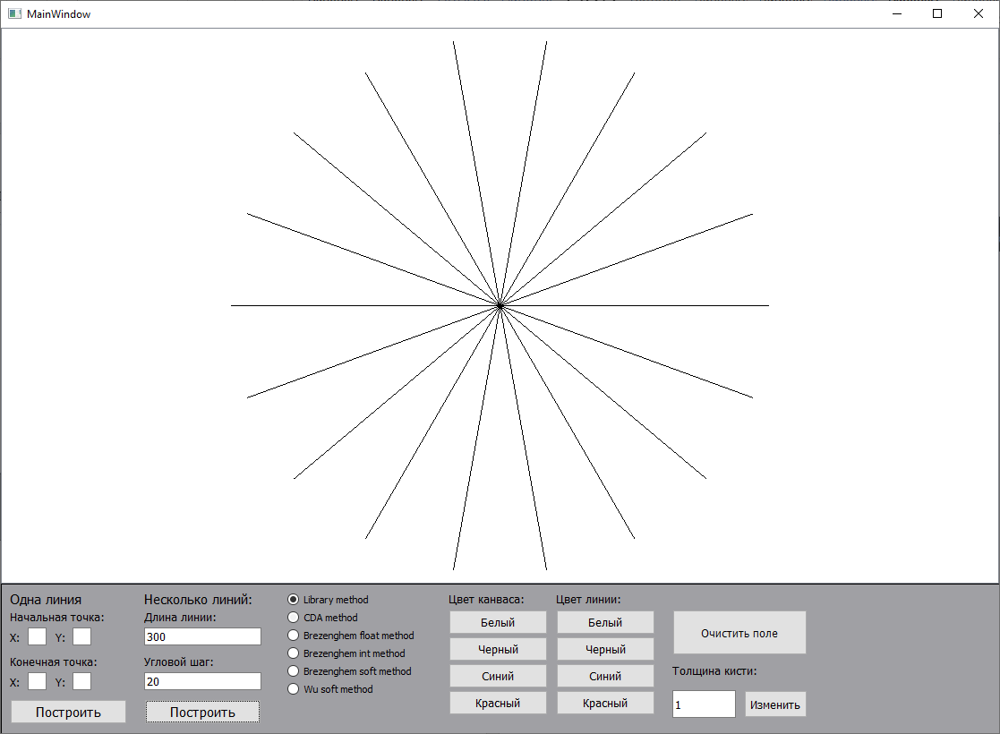 MainWindow
Одна линия
Начальная точка:
X: Y:
Конечная точка:
X: Y:
Построить
Несколько линий:
Длина линии:
300
Угловой шаг:
20
Построить
Library method
CDA method
Brezenghem float method
Brezenghem int method
Brezenghem soft method
Wu soft method
Цвет канваса:
Белый
Черный
Синий
Красный
Цвет линии:
Белый
Черный
Синий
Красный
Очистить поле
Толщина кисти:
1 Изменить